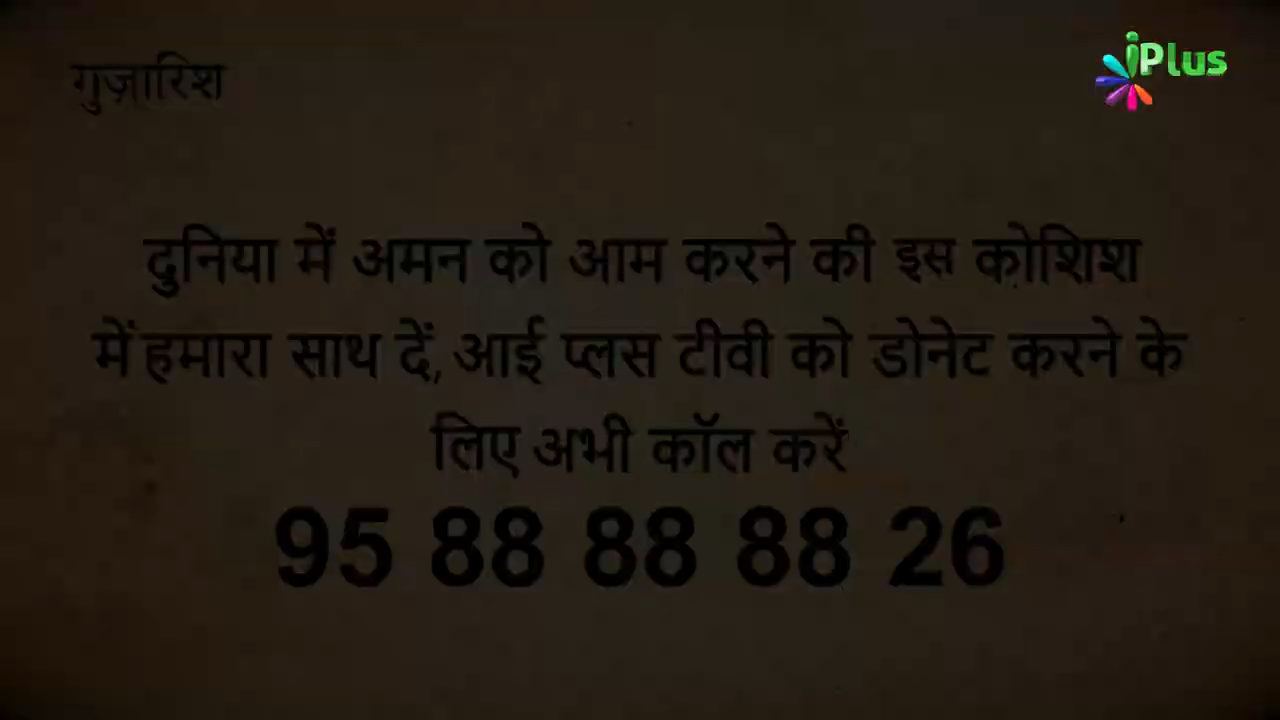 गुज़ारिश
iPlus
दुनिया में अमन को आम करने की इस कोशिश
में हमारा साथ दें, आई प्लस टीवी को डोनेट करने के
लिए अभी कॉल करें
95 88 88 88 26